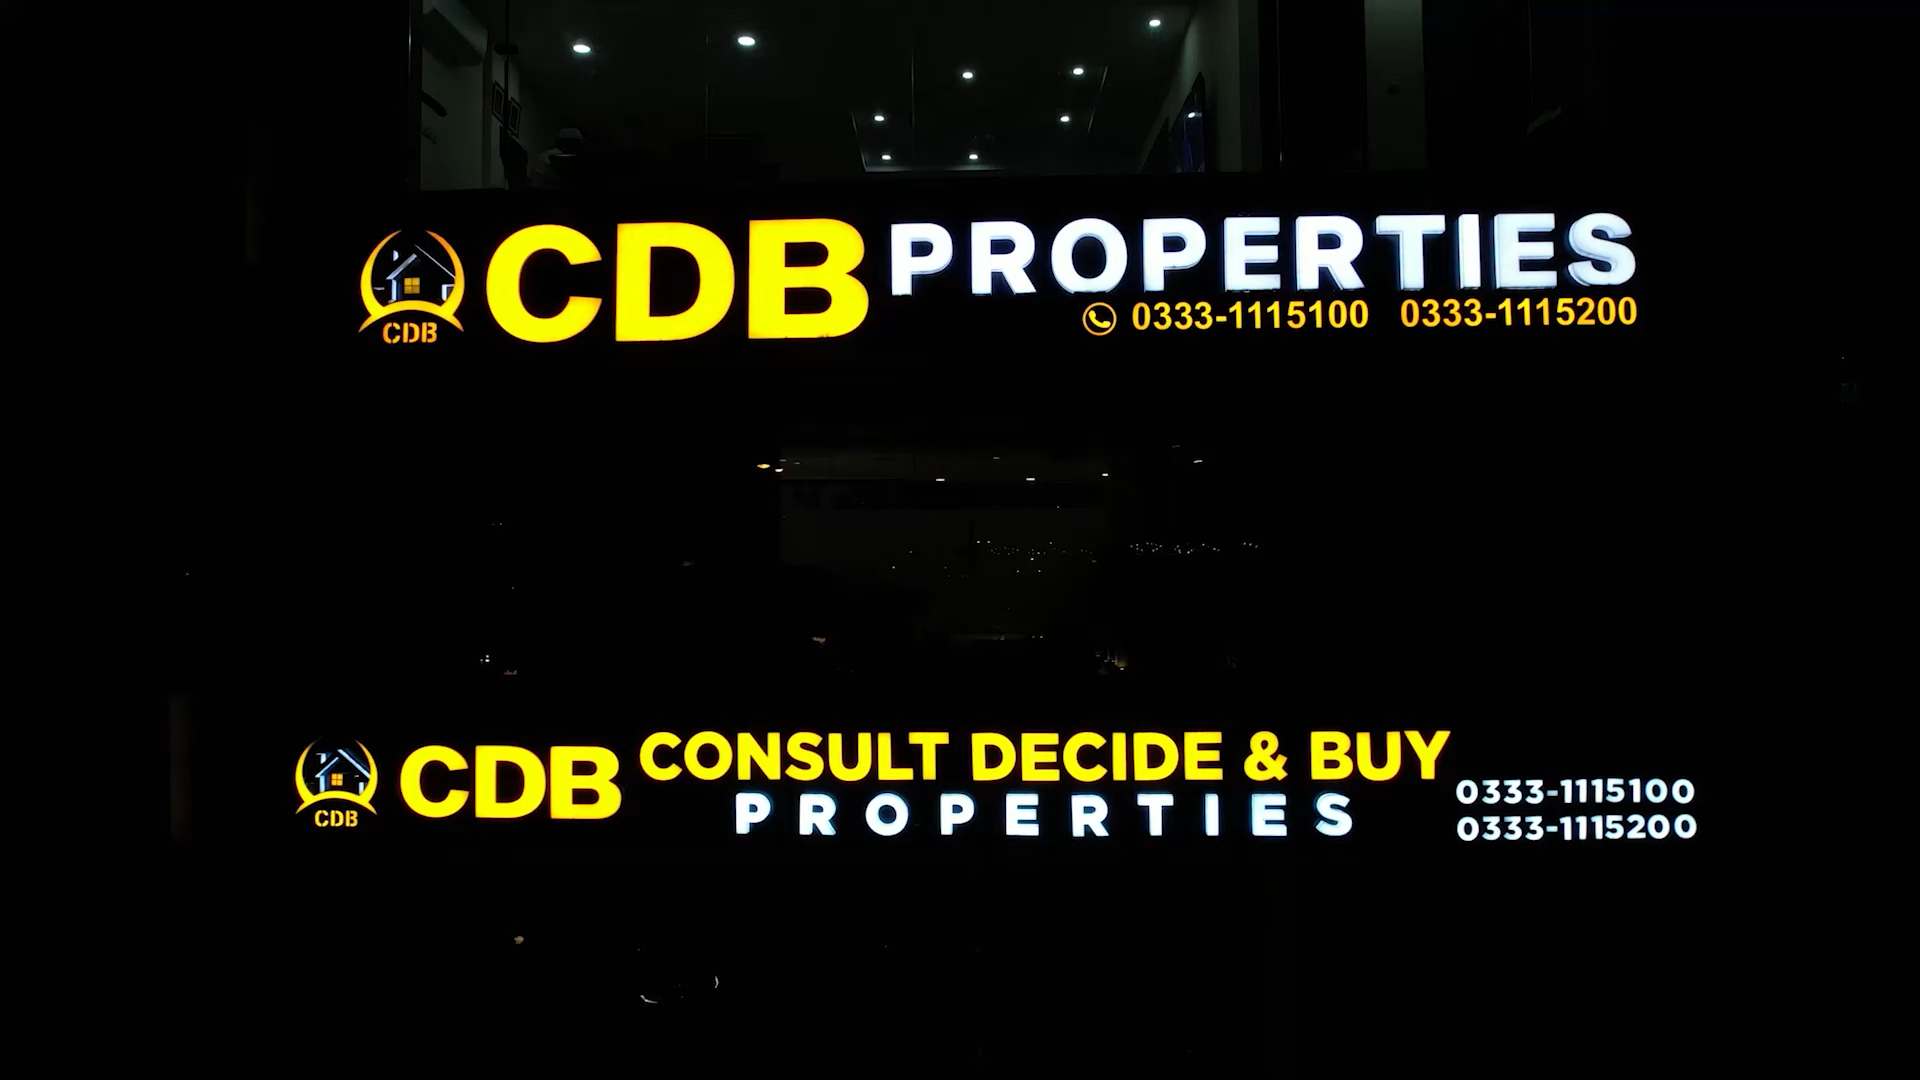 CDB PROPERTIES
CDB
0333-1115100 0333-1115200
CDB CONSULT DECIDE & BUY
PROPERTIES
CDB
0333-1115100
0333-1115200